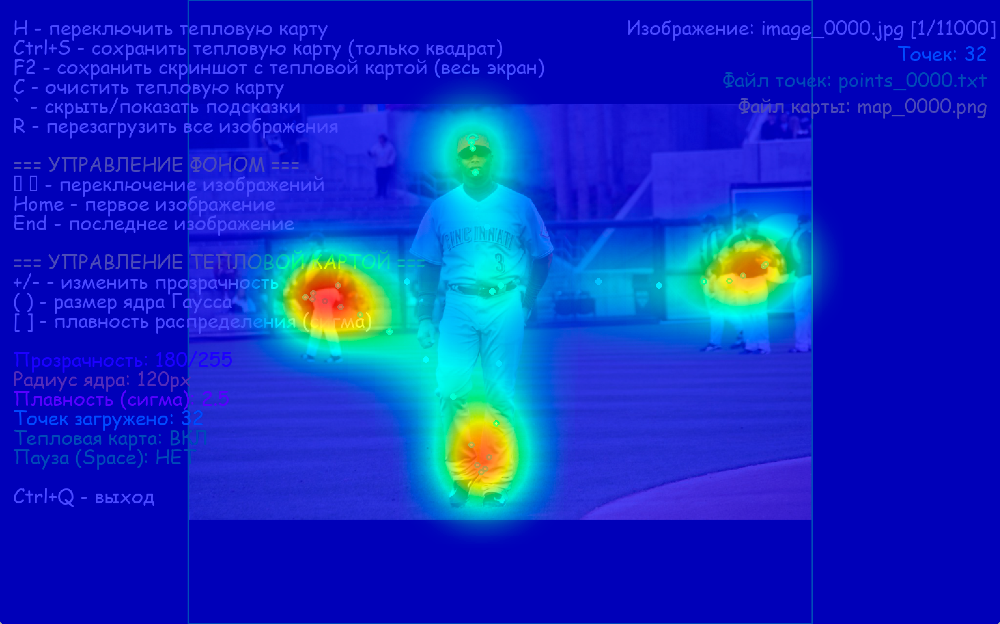 H - переключить тепловую карту
Ctrl+S - сохранить тепловую карту (только квадрат)
F2 - сохранить скриншот с тепловой картой (весь экран)
C - очистить тепловую карту
` - скрыть/показать подсказки
R - перезагрузить все изображения
=== УПРАВЛЕНИЕ ФОНОМ ===
▯ ▯ - переключение изображений
Home - первое изображение
End - последнее изображение
=== УПРАВЛЕНИЕ ТЕПЛОВОЙ КАРТОЙ ===
+/- - изменить прозрачность
( ) - размер ядра Гаусса
[ ] - плавность распределения (сигма)
Прозрачность: 180/255
Радиус ядра: 120px
Плавность (сигма): 2.5
Точек загружено: 32
Тепловая карта: ВКЛ
Пауза (Space): НЕТ
Ctrl+Q - выход
Изображение: image_0000.jpg [1/11000]
Точек: 32
Файл точек: points_0000.txt
Файл карты: map_0000.png
C
CINCINNATI
3